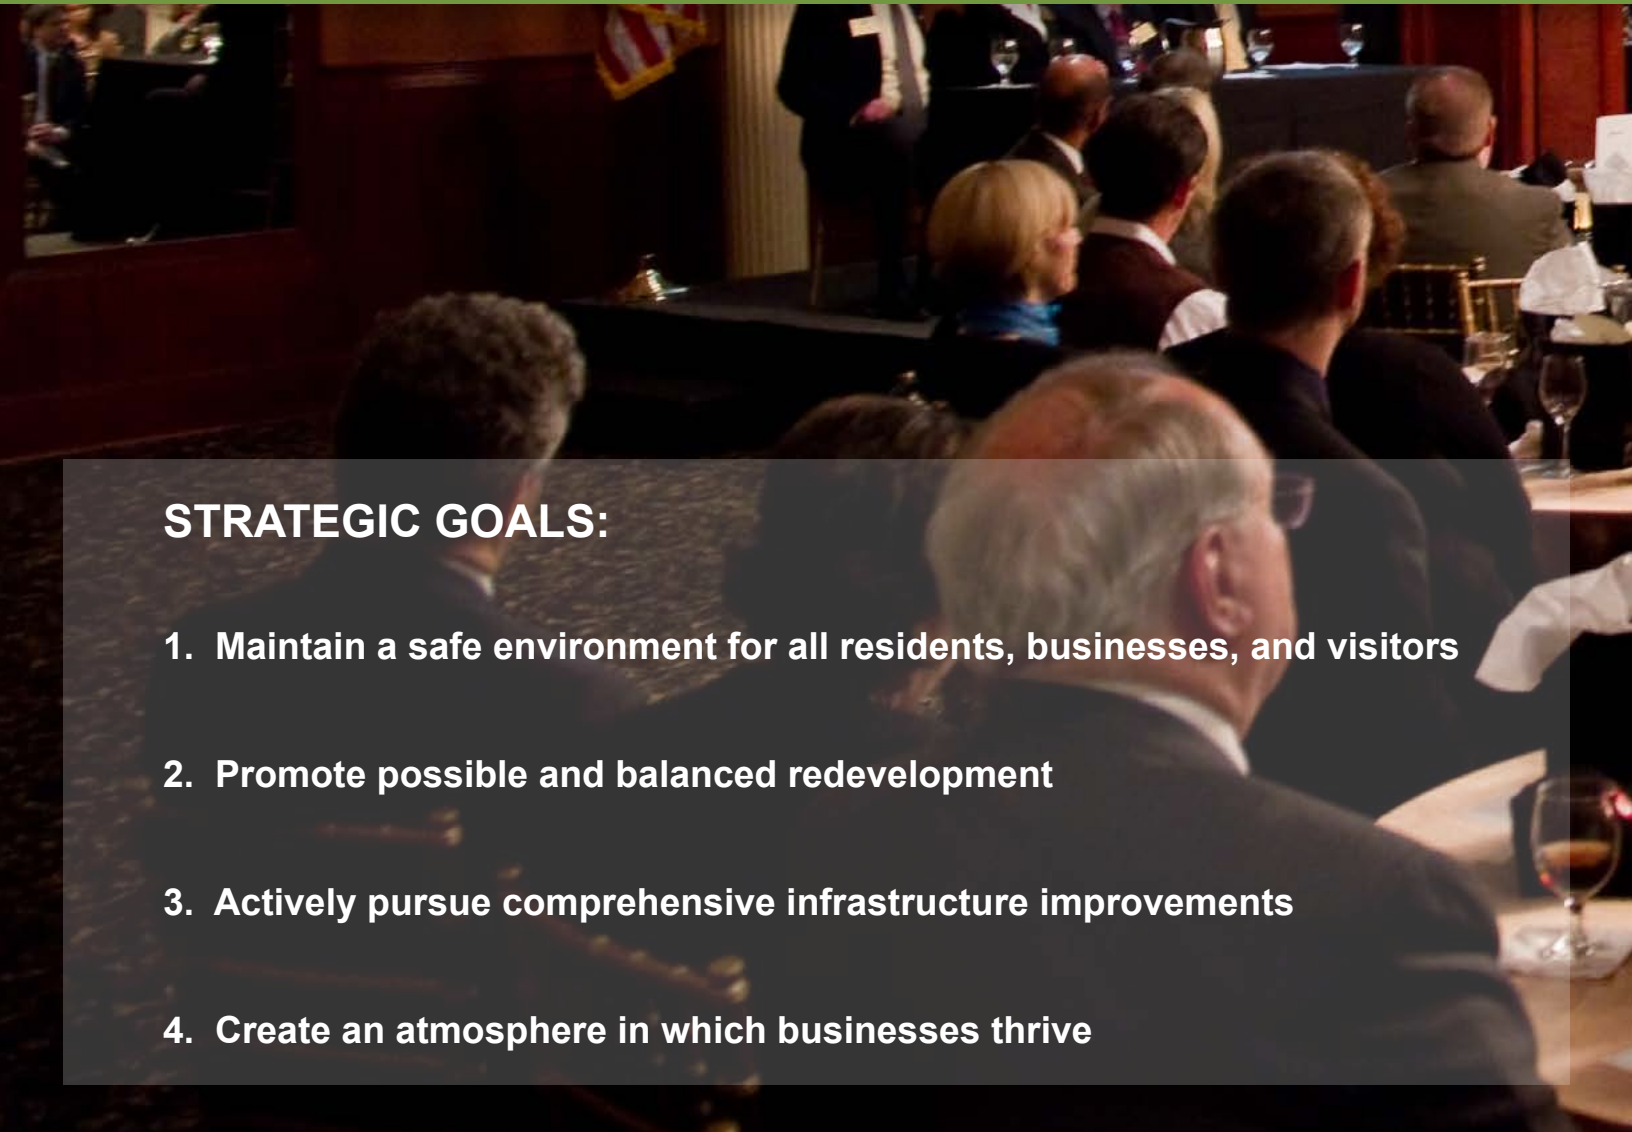 STRATEGIC GOALS:
1. Maintain a safe environment for all residents, businesses, and visitors
2. Promote possible and balanced redevelopment
3. Actively pursue comprehensive infrastructure improvements
4. Create an atmosphere in which businesses thrive